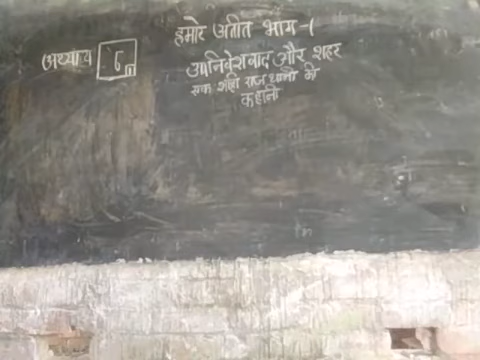 हमारे अतीत भाग-1
अध्याय 6
उपनिवेशवाद और शहर
एक शाही राजधानी की
कहानी